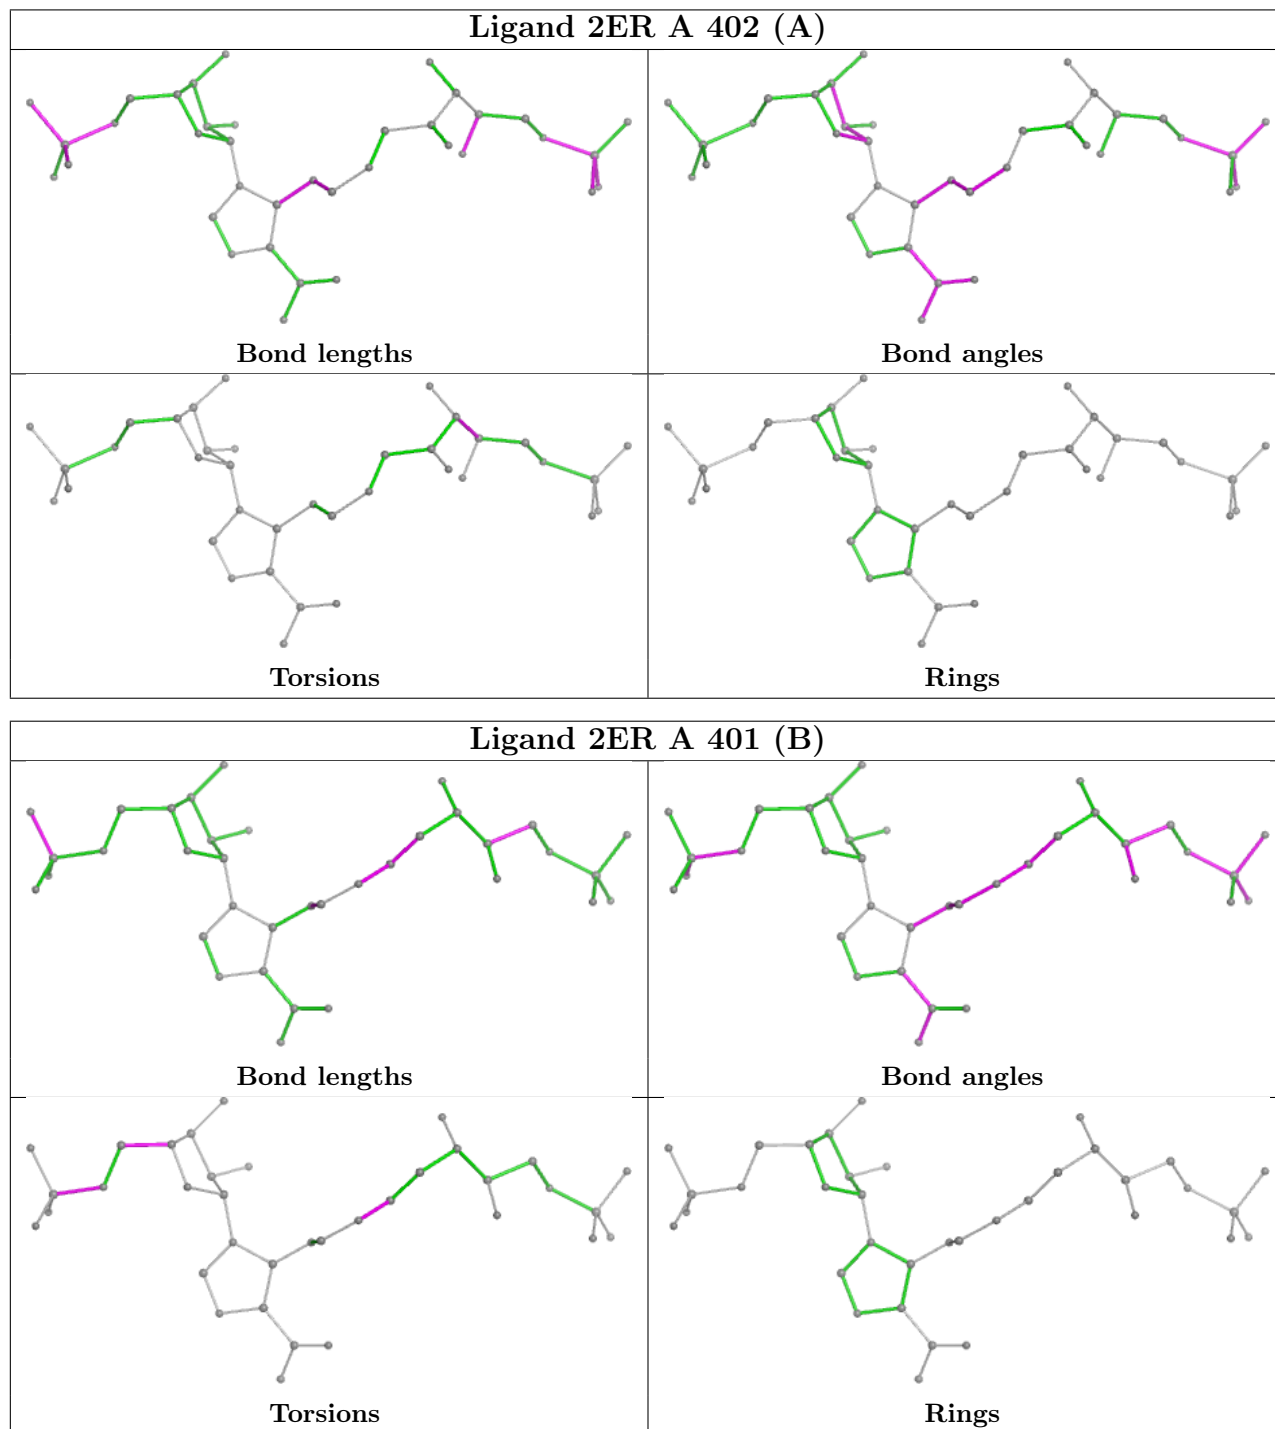 Ligand 2ER A 402 (A)
Bond lengths
Bond angles
Torsions
Rings
Ligand 2ER A 401 (B)
Bond lengths
Bond angles
Torsions
Rings